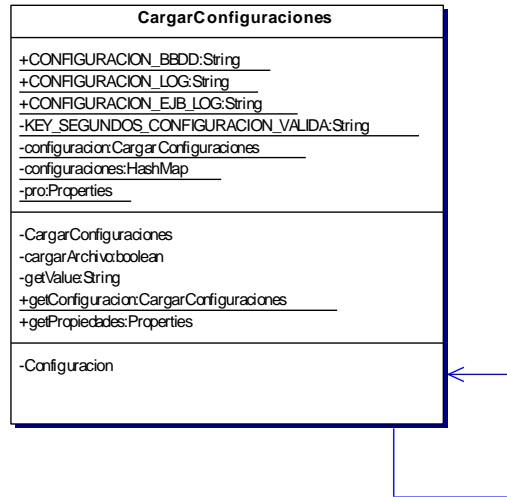 CargarConfiguraciones
+CONFIGURACION_BBDD:String
+CONFIGURACION_LOG:String
+CONFIGURACION_EJB_LOG:String
-KEY_SEGUNDOS_CONFIGURACION_VALIDA:String
-configuracion:CargarConfiguraciones
-configuraciones:HashMap
-pro:Properties
-CargarConfiguraciones
-cargarArchivo:boolean
-getValue:String
+getConfiguracion:CargarConfiguraciones
+getPropiedades:Properties
-Configuracion